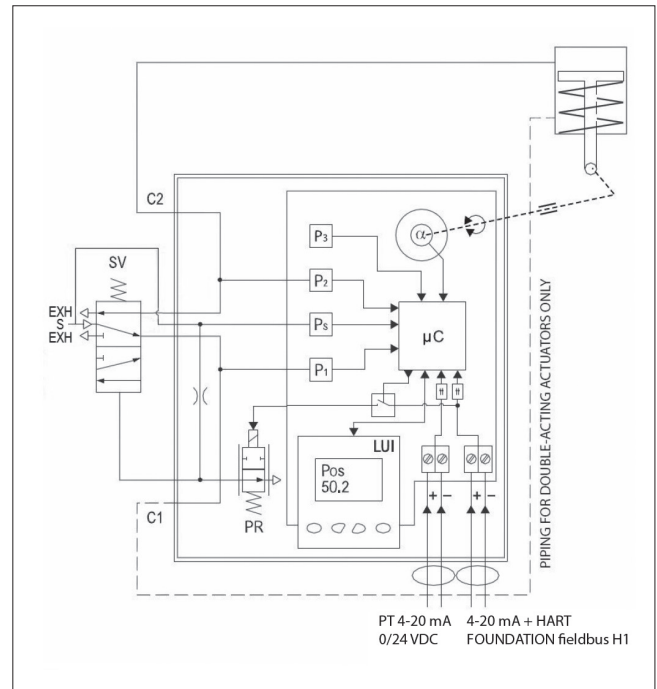 C2
SV
EXH
S
EXH
P3
P2
PS
P1
α
µC
LUI
Pos
50.2
PR
C1
+ − + −
PIPING FOR DOUBLE-ACTING ACTUATORS ONLY
PT 4-20 mA
0/24 VDC
4-20 mA + HART
FOUNDATION fieldbus H1